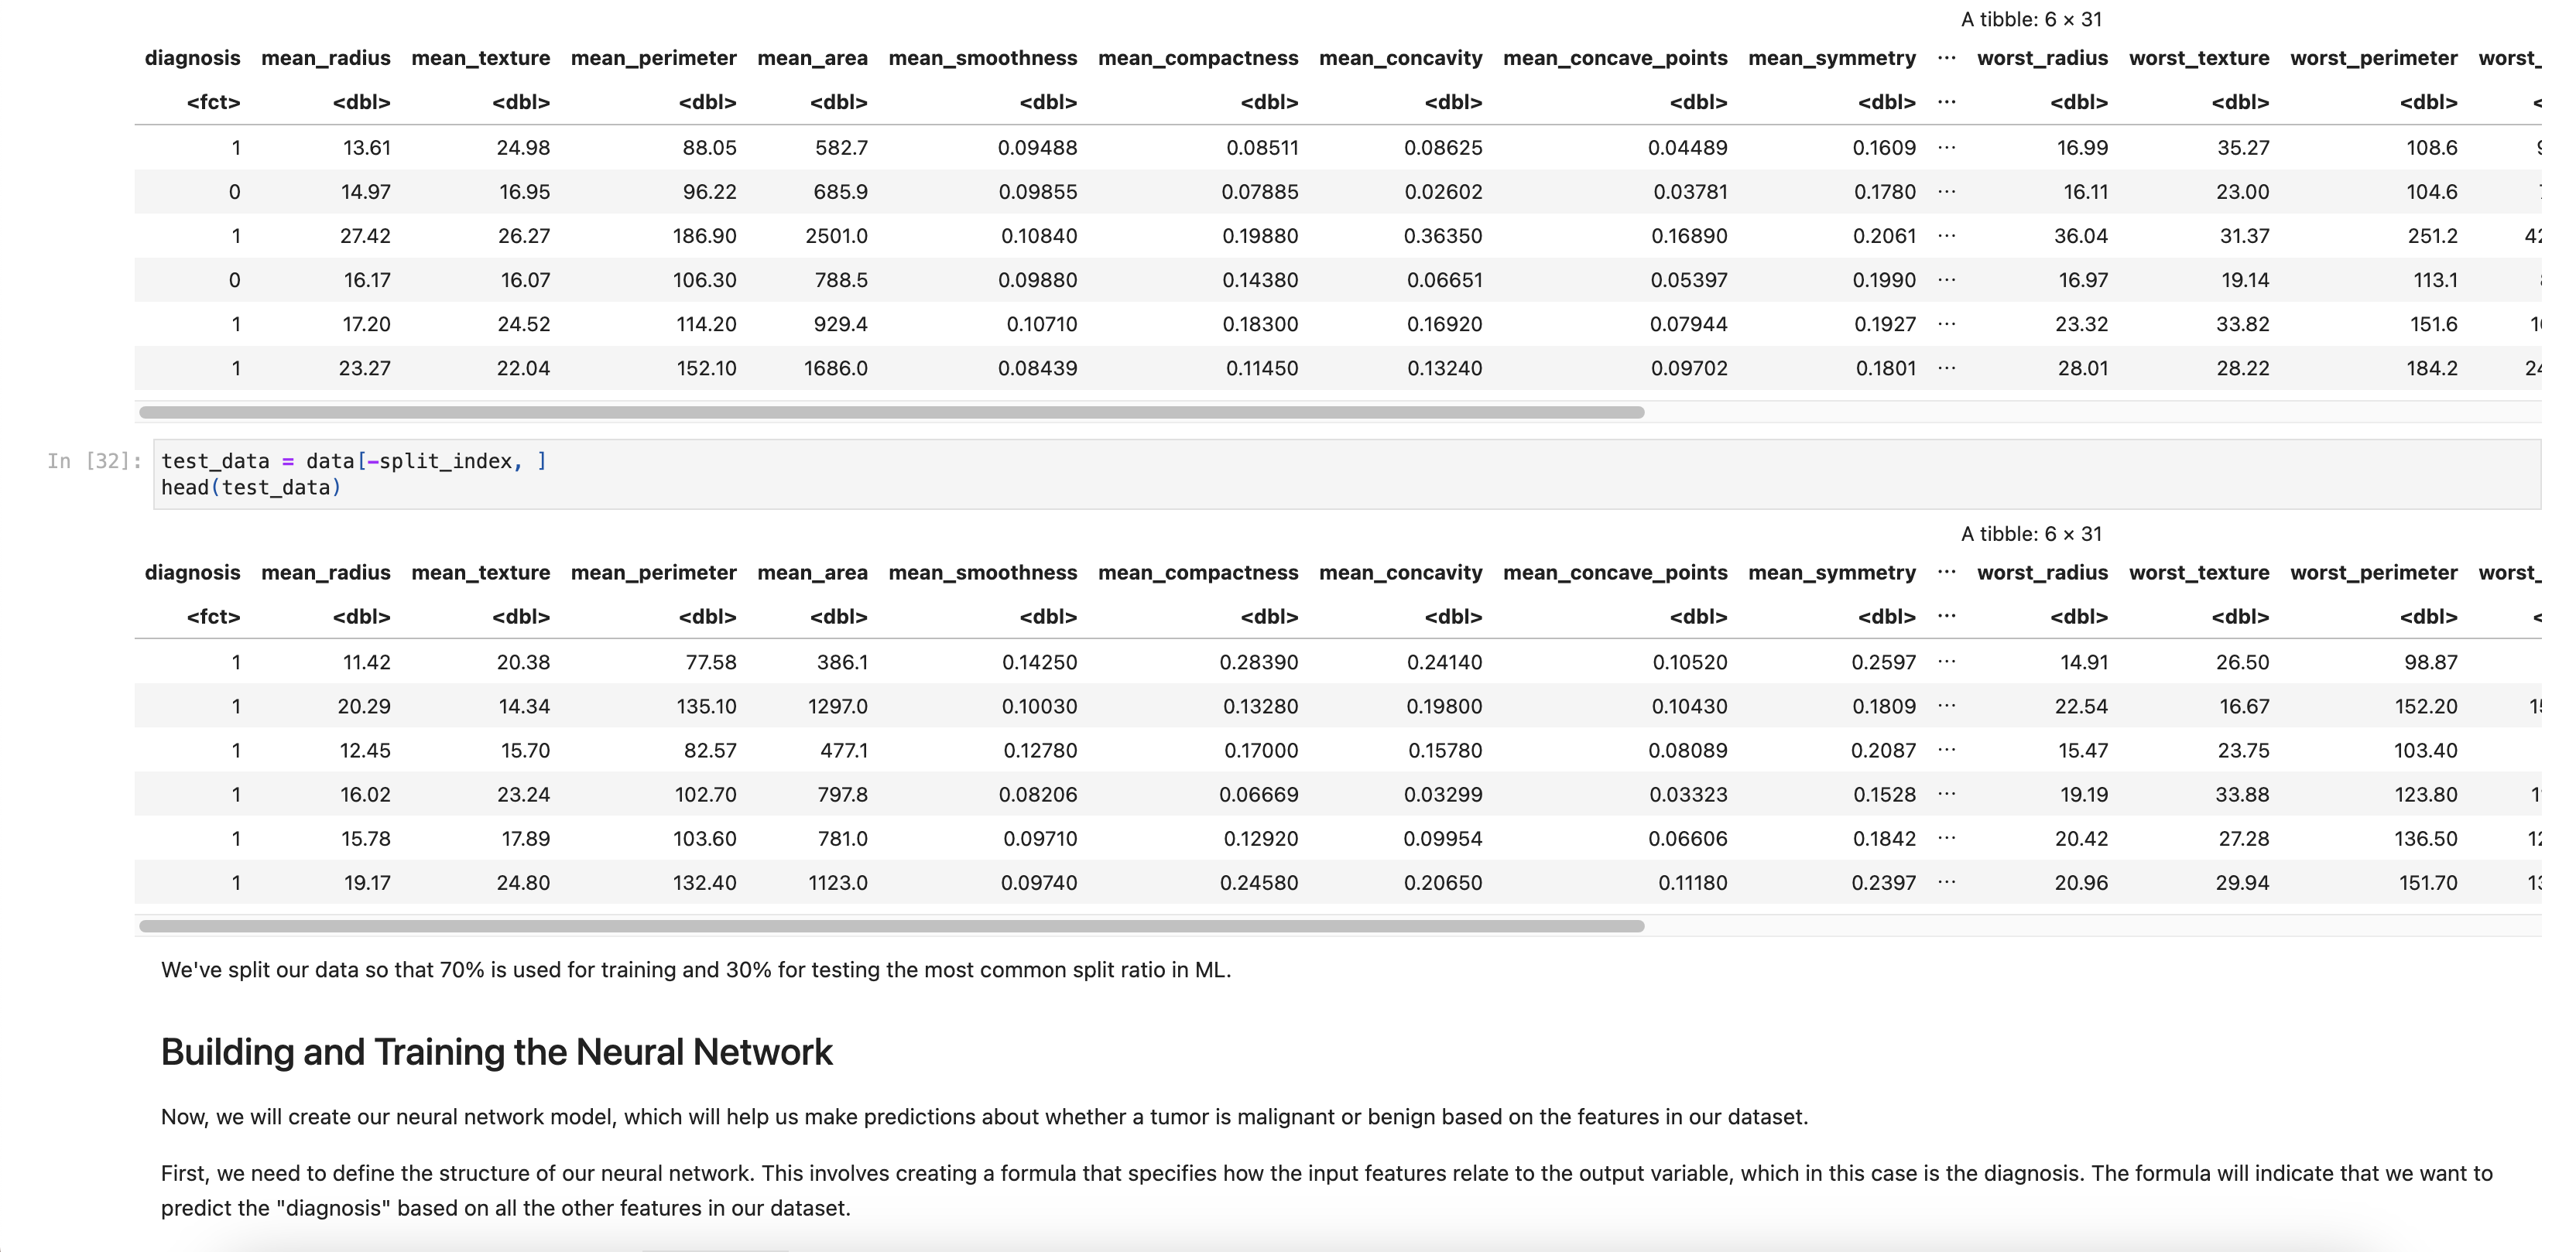 A tibble: 6 × 31
diagnosis mean_radius mean_texture mean_perimeter mean_area mean_smoothness mean_compactness mean_concavity mean_concave_points mean_symmetry ⋯ worst_radius worst_texture worst_perimeter worst_
<fct> <dbl> <dbl> <dbl> <dbl> <dbl> <dbl> <dbl> <dbl> <dbl> ⋯ <dbl> <dbl> <dbl> <
1 13.61 24.98 88.05 582.7 0.09488 0.08511 0.08625 0.04489 0.1609 ⋯ 16.99 35.27 108.6
0 14.97 16.95 96.22 685.9 0.09855 0.07885 0.02602 0.03781 0.1780 ⋯ 16.11 23.00 104.6
1 27.42 26.27 186.90 2501.0 0.10840 0.19880 0.36350 0.16890 0.2061 ⋯ 36.04 31.37 251.2 42
0 16.17 16.07 106.30 788.5 0.09880 0.14380 0.06651 0.05397 0.1990 ⋯ 16.97 19.14 113.1
1 17.20 24.52 114.20 929.4 0.10710 0.18300 0.16920 0.07944 0.1927 ⋯ 23.32 33.82 151.6 1
1 23.27 22.04 152.10 1686.0 0.08439 0.11450 0.13240 0.09702 0.1801 ⋯ 28.01 28.22 184.2 24
In [32]: test_data = data[-split_index, ]
head(test_data)
A tibble: 6 × 31
diagnosis mean_radius mean_texture mean_perimeter mean_area mean_smoothness mean_compactness mean_concavity mean_concave_points mean_symmetry ⋯ worst_radius worst_texture worst_perimeter worst_
<fct> <dbl> <dbl> <dbl> <dbl> <dbl> <dbl> <dbl> <dbl> <dbl> ⋯ <dbl> <dbl> <dbl> <
1 11.42 20.38 77.58 386.1 0.14250 0.28390 0.24140 0.10520 0.2597 ⋯ 14.91 26.50 98.87
1 20.29 14.34 135.10 1297.0 0.10030 0.13280 0.19800 0.10430 0.1809 ⋯ 22.54 16.67 152.20 15
1 12.45 15.70 82.57 477.1 0.12780 0.17000 0.15780 0.08089 0.2087 ⋯ 15.47 23.75 103.40
1 16.02 23.24 102.70 797.8 0.08206 0.06669 0.03299 0.03323 0.1528 ⋯ 19.19 33.88 123.80 1
1 15.78 17.89 103.60 781.0 0.09710 0.12920 0.09954 0.06606 0.1842 ⋯ 20.42 27.28 136.50 12
1 19.17 24.80 132.40 1123.0 0.09740 0.24580 0.20650 0.11180 0.2397 ⋯ 20.96 29.94 151.70 13
We've split our data so that 70% is used for training and 30% for testing the most common split ratio in ML.
Building and Training the Neural Network
Now, we will create our neural network model, which will help us make predictions about whether a tumor is malignant or benign based on the features in our dataset.
First, we need to define the structure of our neural network. This involves creating a formula that specifies how the input features relate to the output variable, which in this case is the diagnosis. The formula will indicate that we want to
predict the "diagnosis" based on all the other features in our dataset.